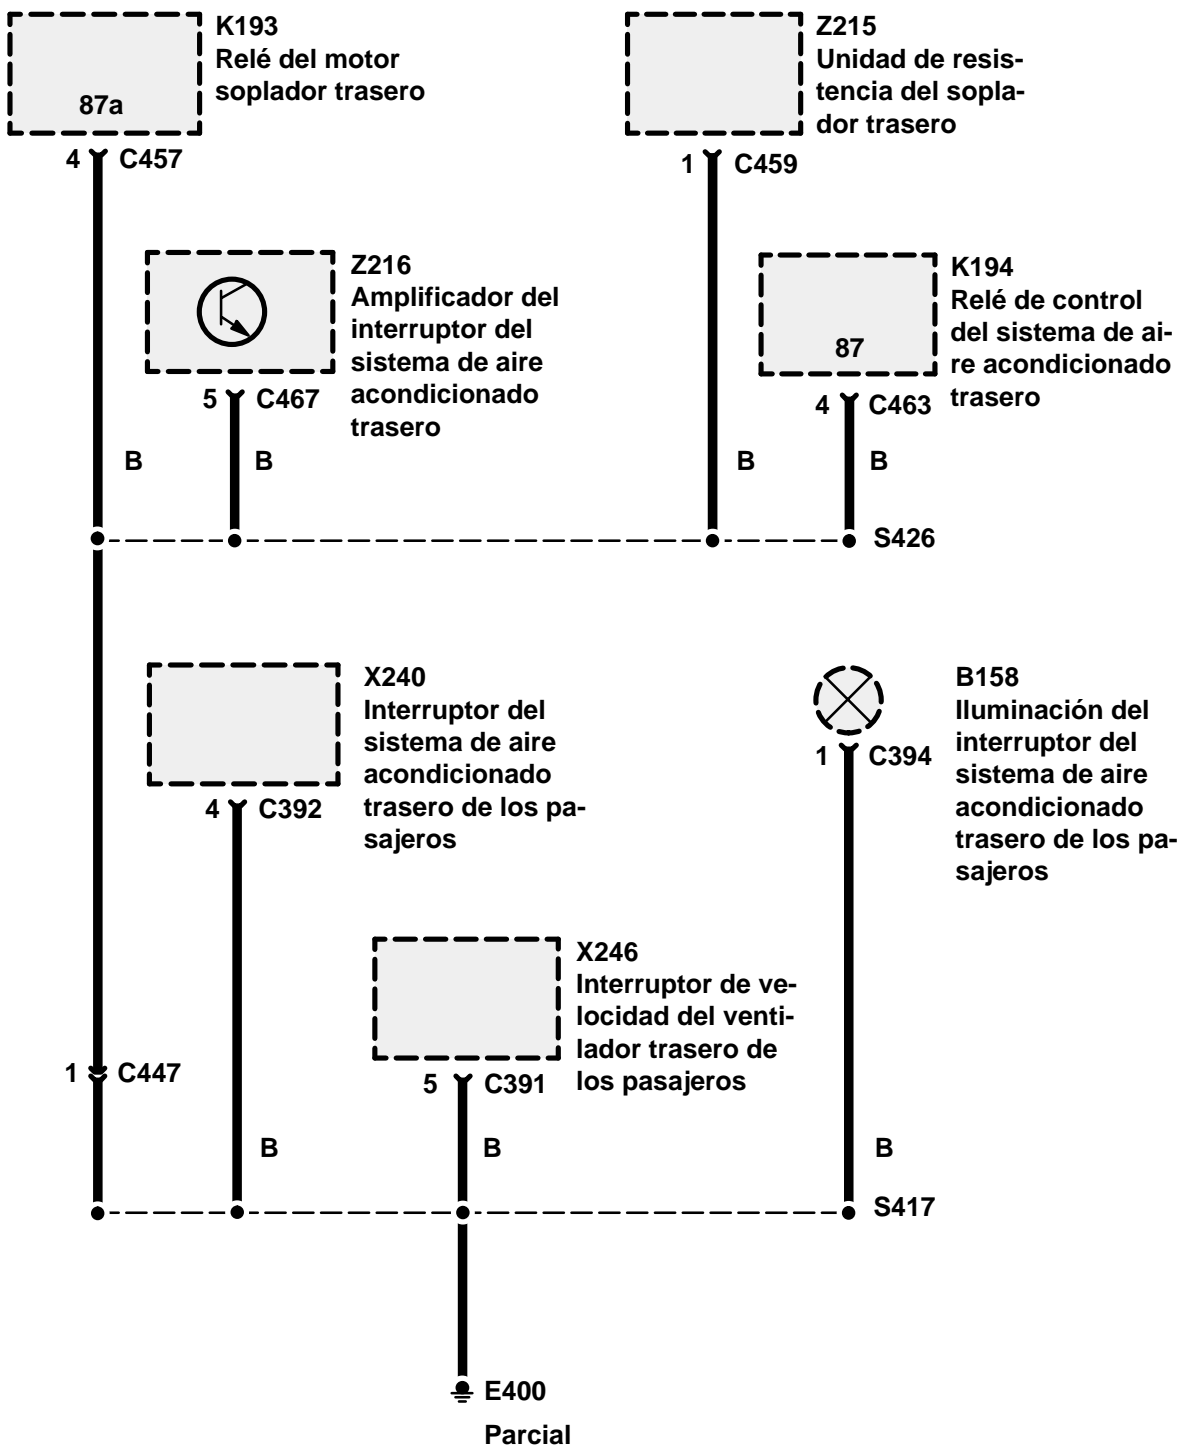 K193
Relé del motor
soplador trasero
87a
4 C457
Z215
Unidad de resis-
tencia del sopla-
dor trasero
1 C459
Z216
Amplificador del
interruptor del
sistema de aire
acondicionado
trasero
5 C467
K194
Relé de control
del sistema de ai-
re acondicionado
trasero
87
4 C463
B
B
B
B
S426
X240
Interruptor del
sistema de aire
acondicionado
trasero de los pa-
sajeros
4 C392
B158
Iluminación del
interruptor del
sistema de aire
acondicionado
trasero de los pa-
sajeros
1 C394
X246
Interruptor de ve-
locidad del venti-
lador trasero de
los pasajeros
5 C391
1 C447
B
B
B
S417
E400
Parcial